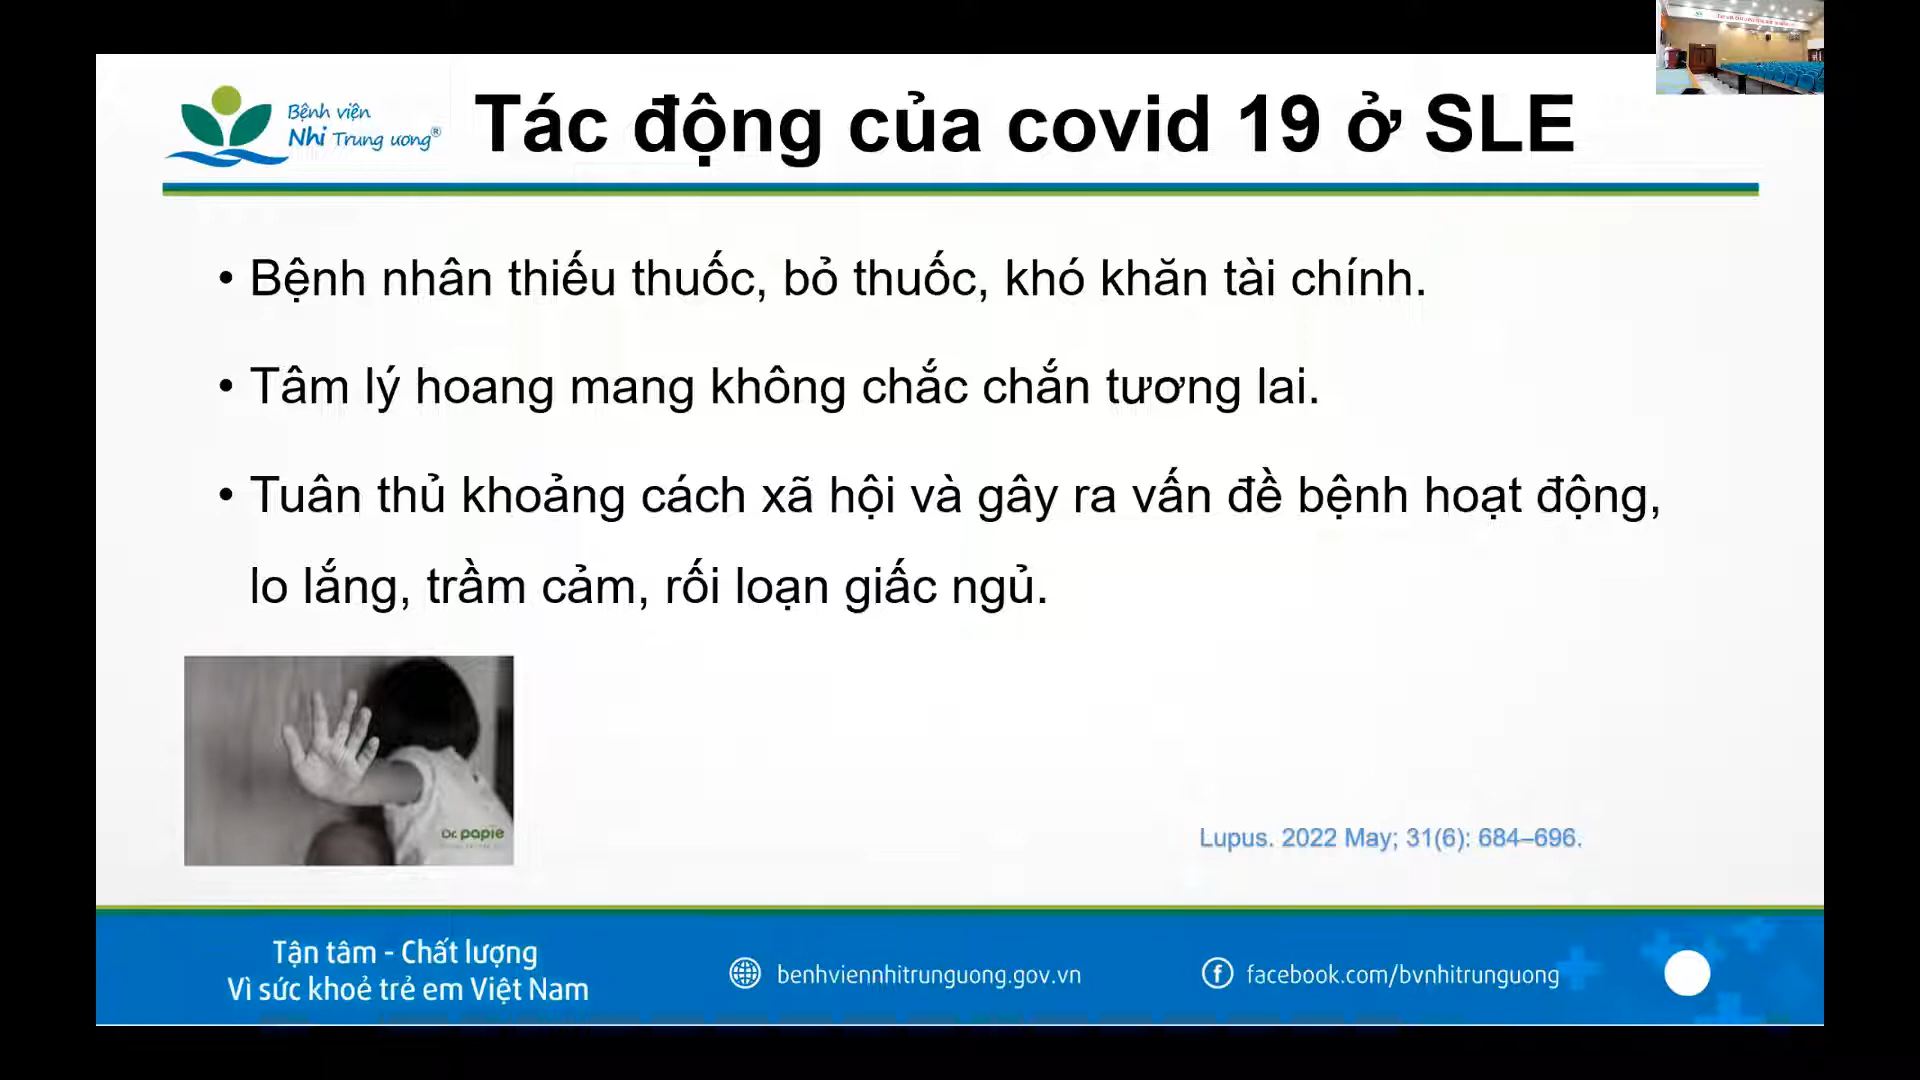 Bệnh viện
Nhi Trung ương®
Tác động của covid 19 ở SLE
• Bệnh nhân thiếu thuốc, bỏ thuốc, khó khăn tài chính.
• Tâm lý hoang mang không chắc chắn tương lai.
• Tuân thủ khoảng cách xã hội và gây ra vấn đề bệnh hoạt động,
lo lắng, trầm cảm, rối loạn giấc ngủ.
Dr. papie
Lupus. 2022 May; 31(6): 684–696.
Tận tâm - Chất lượng
Vì sức khoẻ trẻ em Việt Nam
benhviennhitrunguong.gov.vn
facebook.com/bvnhitrunguong